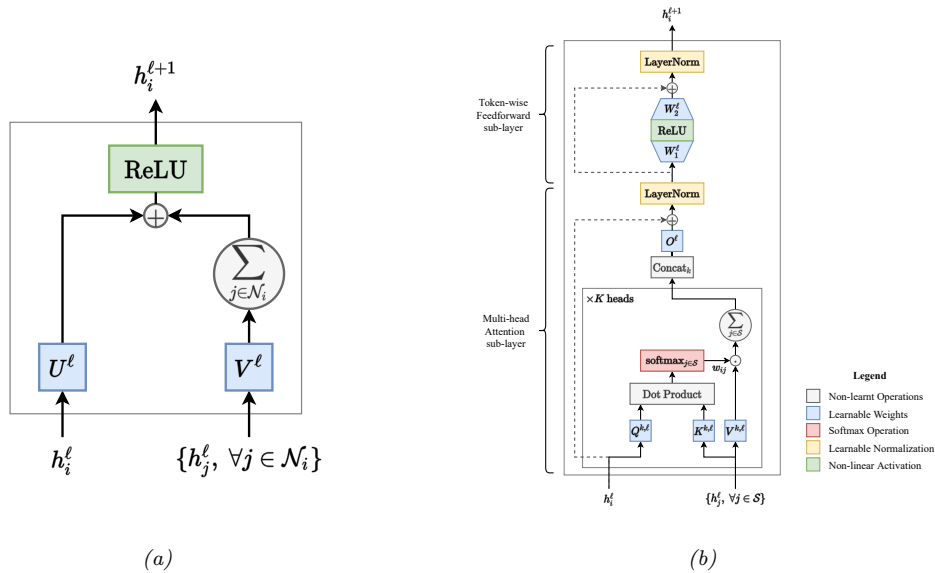 h_i^{ℓ+1}
ReLU
+
∑
j∈𝒩_i
U^ℓ
V^ℓ
h_i^ℓ
{h_j^ℓ, ∀j ∈ 𝒩_i}
(a)
h_i^{ℓ+1}
LayerNorm
+
Token-wise
Feedforward
sub-layer
W_2^ℓ
ReLU
W_1^ℓ
LayerNorm
+
O^ℓ
Concat_k
×K heads
Multi-head
Attention
sub-layer
∑
j∈𝒮
softmax_{j∈𝒮}
w_{ij}
·
Dot Product
Q^{k,ℓ}
K^{k,ℓ}
V^{k,ℓ}
h_i^ℓ
{h_j^ℓ, ∀j ∈ 𝒮}
Legend
Non-learnt Operations
Learnable Weights
Softmax Operation
Learnable Normalization
Non-linear Activation
(b)